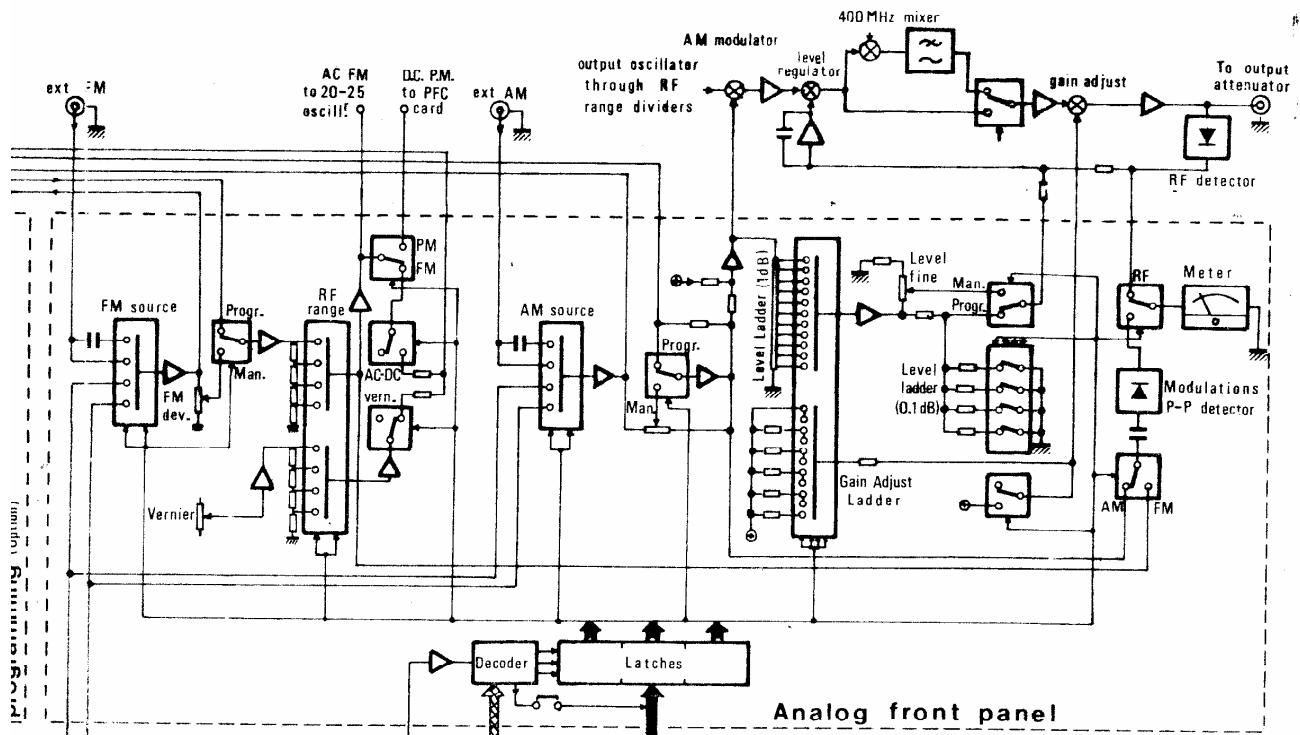 400MHz mixer
AM modulator
output oscillator
through RF
range dividers
level
regulator
gain adjust
To output
attenuator
RF detector
ext FM
AC FM
to 20-25
oscill!
D.C. P.M.
to PFC
card
ext AM
PM
FM
FM source
Progr.
RF
range
AM source
Level Ladder (1dB)
Level
fine
Man.
Progr.
RF
Meter
Man.
FM
dev.
AC-DC
vern.
Progr.
Man.
Level
ladder
(0.1dB)
Modulations
P-P detector
Vernier
Gain Adjust
Ladder
AM
FM
Decoder
Latches
Analog front panel